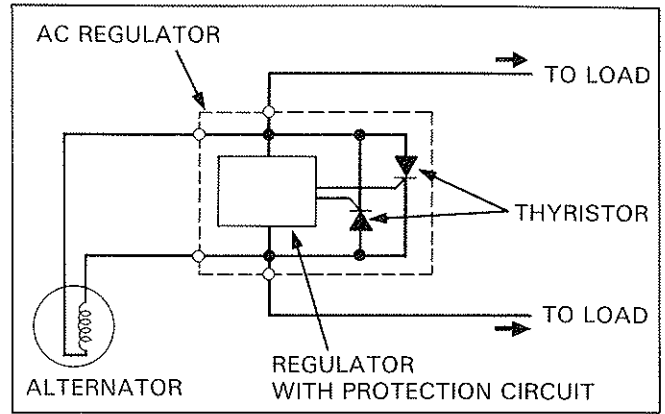 AC REGULATOR
TO LOAD
THYRISTOR
TO LOAD
ALTERNATOR
REGULATOR
WITH PROTECTION CIRCUIT